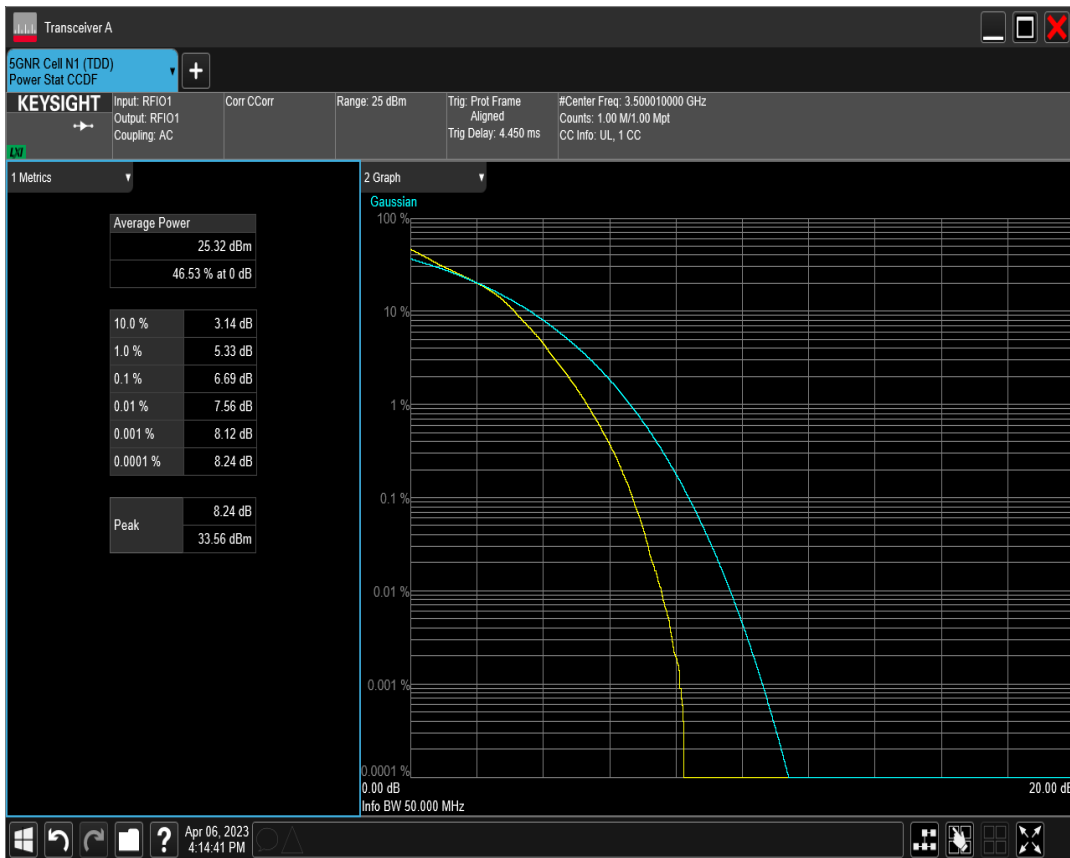 Transceiver A
5GNR Cell N1 (TDD)
Power Stat CCDF
+
KEYSIGHT
LXI
Input: RFIO1
Output: RFIO1
Coupling: AC
Corr CCorr
Range: 25 dBm
Trig: Prot Frame
Aligned
Trig Delay: 4.450 ms
#Center Freq: 3.500010000 GHz
Counts: 1.00 M/1.00 Mpt
CC Info: UL, 1 CC
1 Metrics
Average Power
25.32 dBm
46.53 % at 0 dB
10.0 % 3.14 dB
1.0 % 5.33 dB
0.1 % 6.69 dB
0.01 % 7.56 dB
0.001 % 8.12 dB
0.0001 % 8.24 dB
Peak
8.24 dB
33.56 dBm
2 Graph
Gaussian
100 %
10 %
1 %
0.1 %
0.01 %
0.001 %
0.0001 %
0.00 dB 20.00 dB
Info BW 50.000 MHz
?
Apr 06, 2023
4:14:41 PM